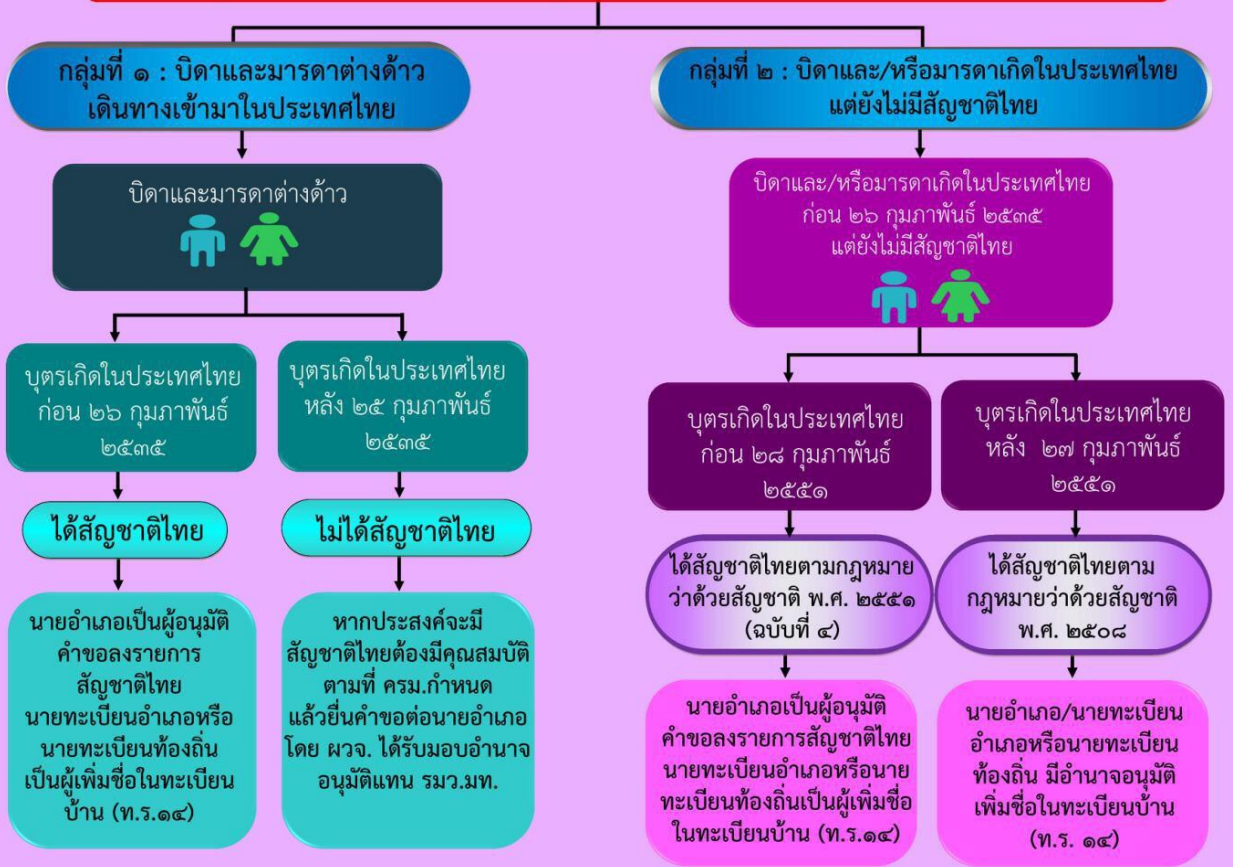 กลุ่มที่ ๑ : บิดาและมารดาต่างด้าว
เดินทางเข้ามาในประเทศไทย
บิดาและมารดาต่างด้าว
บุตรเกิดในประเทศไทย
ก่อน ๒๖ กุมภาพันธ์
๒๕๓๕
ได้สัญชาติไทย
นายอำเภอเป็นผู้อนุมัติ
คำขอลงรายการ
สัญชาติไทย
นายทะเบียนอำเภอหรือ
นายทะเบียนท้องถิ่น
เป็นผู้เพิ่มชื่อในทะเบียน
บ้าน (ท.ร.๑๔)
บุตรเกิดในประเทศไทย
หลัง ๒๕ กุมภาพันธ์
๒๕๓๕
ไม่ได้สัญชาติไทย
หากประสงค์จะมี
สัญชาติไทยต้องมีคุณสมบัติ
ตามที่ ครม.กำหนด
แล้วยื่นคำขอต่อนายอำเภอ
โดย ผวจ. ได้รับมอบอำนาจ
อนุมัติแทน รมว.มท.
กลุ่มที่ ๒ : บิดาและ/หรือมารดาเกิดในประเทศไทย
แต่ยังไม่มีสัญชาติไทย
บิดาและ/หรือมารดาเกิดในประเทศไทย
ก่อน ๒๖ กุมภาพันธ์ ๒๕๓๕
แต่ยังไม่มีสัญชาติไทย
บุตรเกิดในประเทศไทย
ก่อน ๒๘ กุมภาพันธ์
๒๕๕๑
ได้สัญชาติไทยตามกฎหมาย
ว่าด้วยสัญชาติ พ.ศ. ๒๕๕๑
(ฉบับที่ ๔)
นายอำเภอเป็นผู้อนุมัติ
คำขอลงรายการสัญชาติไทย
นายทะเบียนอำเภอหรือนาย
ทะเบียนท้องถิ่นเป็นผู้เพิ่มชื่อ
ในทะเบียนบ้าน (ท.ร.๑๔)
บุตรเกิดในประเทศไทย
หลัง ๒๗ กุมภาพันธ์
๒๕๕๑
ได้สัญชาติไทยตาม
กฎหมายว่าด้วยสัญชาติ
พ.ศ. ๒๕๐๘
นายอำเภอ/นายทะเบียน
อำเภอหรือนายทะเบียน
ท้องถิ่น มีอำนาจอนุมัติ
เพิ่มชื่อในทะเบียนบ้าน
(ท.ร. ๑๔)